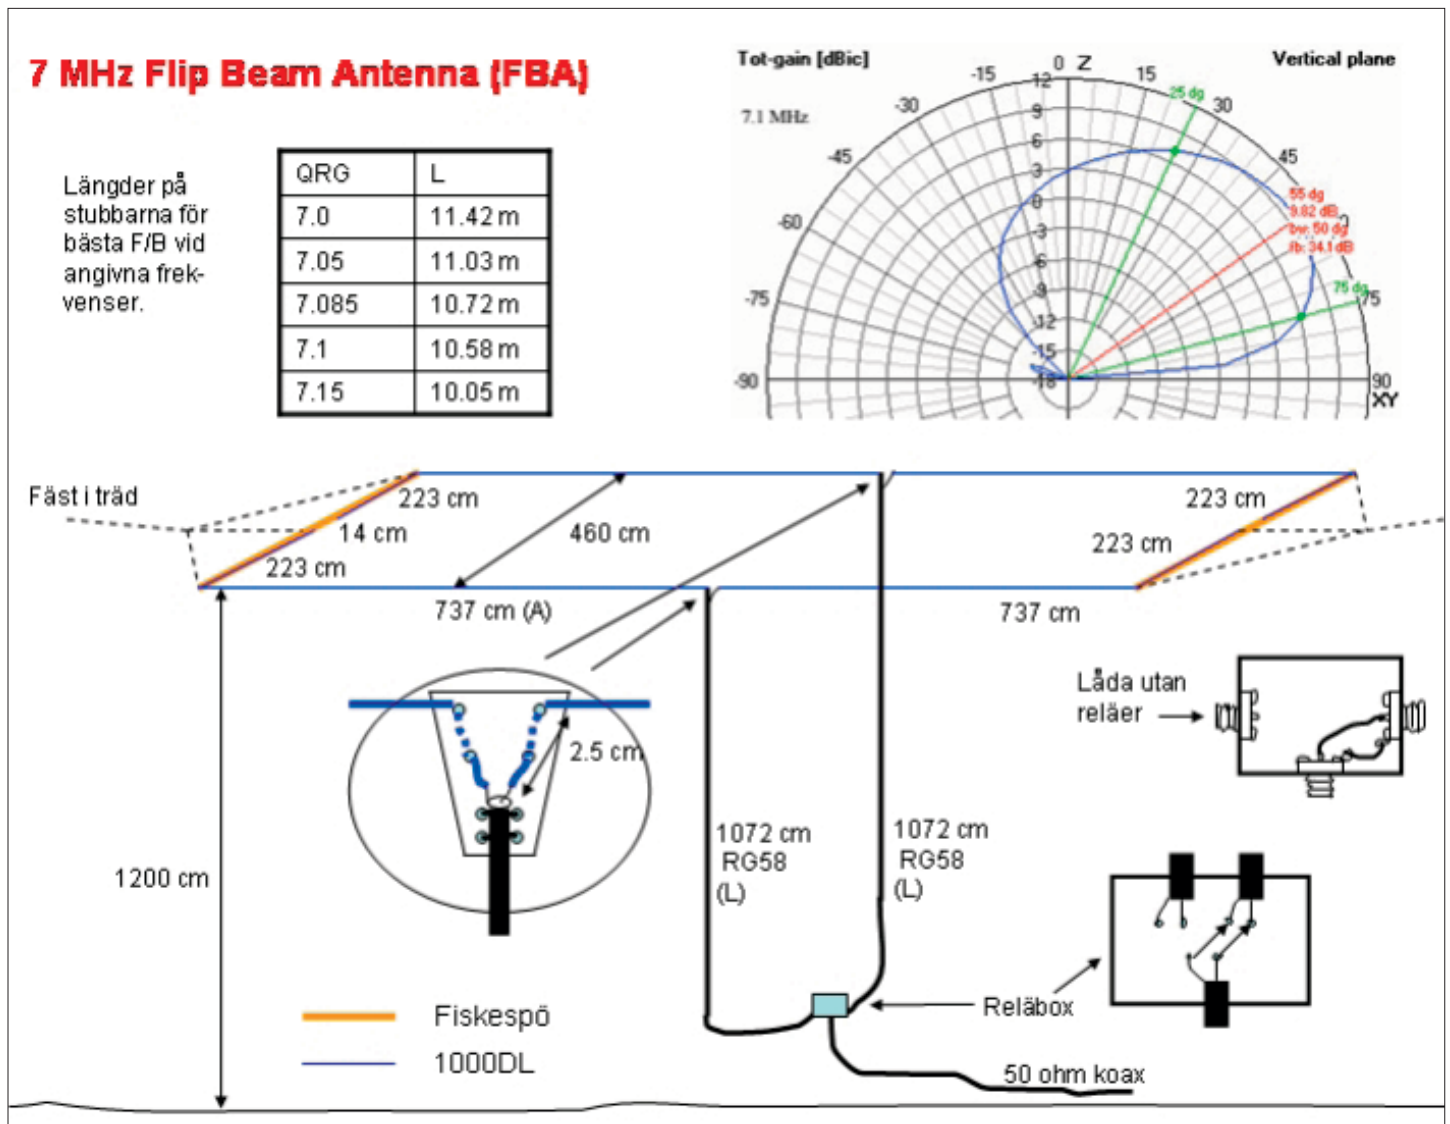 7 MHz Flip Beam Antenna (FBA)
Längder på
stubbarna för
bästa F/B vid
angivna frek-
venser.
QRG L
7.0 11.42 m
7.05 11.03 m
7.085 10.72 m
7.1 10.58 m
7.15 10.05 m
Tot-gain [dBic]
Vertical plane
7.1 MHz
0 Z
-15 15
-30 30
-45 45
-60
-75 75
-90 90
XY
12
9
6
3
0
-3
-6
-9
-12
-15
-18
25 dg
55 dg
9.82 dB
bw: 50 dg
fb: 34.1 dB
75 dg
Fäst i träd
223 cm
14 cm
223 cm
460 cm
223 cm
223 cm
737 cm (A)
737 cm
2.5 cm
Låda utan
reläer
1072 cm
RG58
(L)
1072 cm
RG58
(L)
1200 cm
Reläbox
Fiskespö
1000DL
50 ohm koax